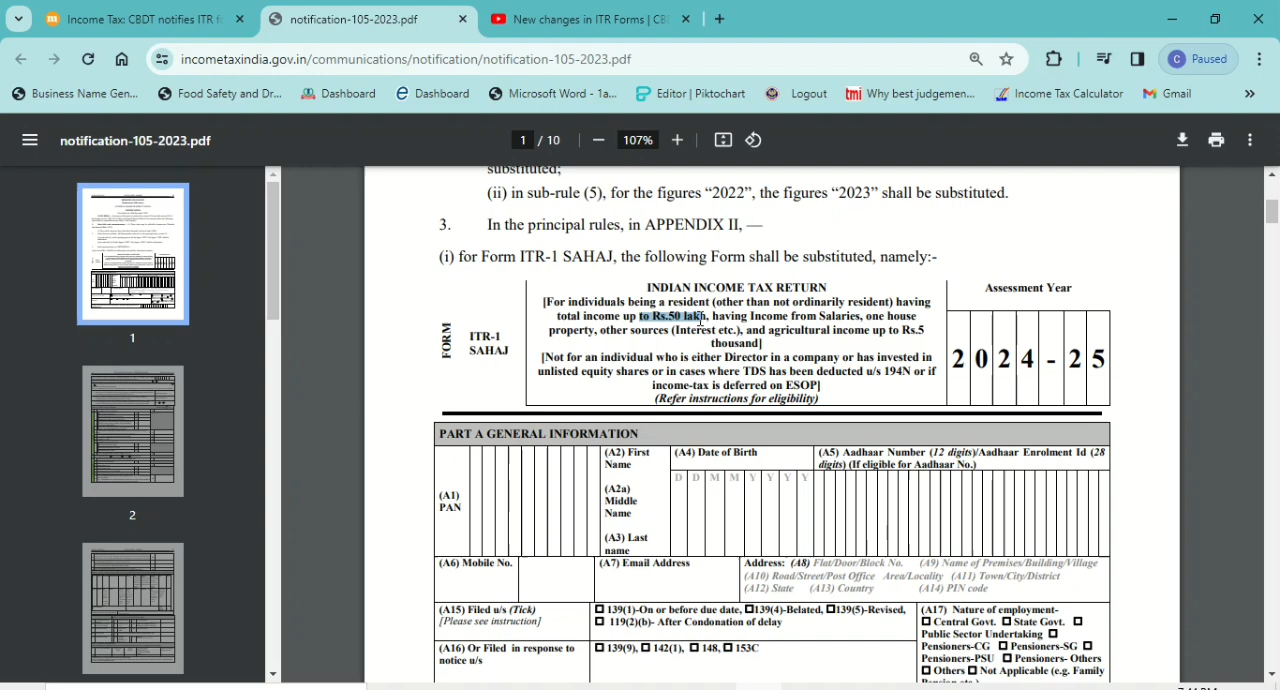 Income Tax: CBDT notifies ITR f
notification-105-2023.pdf
New changes in ITR Forms | CB
incometaxindia.gov.in/communications/notification/notification-105-2023.pdf
C Paused
Business Name Gen...
Food Safety and Dr...
Dashboard
Dashboard
Microsoft Word - 1a...
Editor | Piktochart
Logout
tmi Why best judgemen...
Income Tax Calculator
Gmail
notification-105-2023.pdf
1 / 10
107%
1
2
substituted;
(ii) in sub-rule (5), for the figures “2022”, the figures “2023” shall be substituted.
3. In the principal rules, in APPENDIX II, —
(i) for Form ITR-1 SAHAJ, the following Form shall be substituted, namely:-
FORM
ITR-1
SAHAJ
INDIAN INCOME TAX RETURN
[For individuals being a resident (other than not ordinarily resident) having
total income up to Rs.50 lakh, having Income from Salaries, one house
property, other sources (Interest etc.), and agricultural income up to Rs.5
thousand]
[Not for an individual who is either Director in a company or has invested in
unlisted equity shares or in cases where TDS has been deducted u/s 194N or if
income-tax is deferred on ESOP]
(Refer instructions for eligibility)
Assessment Year
2 0 2 4 - 2 5
PART A GENERAL INFORMATION
(A1)
PAN
(A2) First
Name
(A2a)
Middle
Name
(A3) Last
name
(A4) Date of Birth
D D M M Y Y Y Y
(A5) Aadhaar Number (12 digits)/Aadhaar Enrolment Id (28
digits) (If eligible for Aadhaar No.)
(A6) Mobile No.
(A7) Email Address
Address: (A8) Flat/Door/Block No. (A9) Name of Premises/Building/Village
(A10) Road/Street/Post Office Area/Locality (A11) Town/City/District
(A12) State (A13) Country (A14) PIN code
(A15) Filed u/s (Tick)
[Please see instruction]
☐ 139(1)-On or before due date, ☐139(4)-Belated, ☐139(5)-Revised,
☐ 119(2)(b)- After Condonation of delay
(A16) Or Filed in response to
notice u/s
☐ 139(9), ☐ 142(1), ☐ 148, ☐ 153C
(A17) Nature of employment-
☐ Central Govt. ☐ State Govt. ☐
Public Sector Undertaking ☐
Pensioners-CG ☐ Pensioners-SG ☐
Pensioners-PSU ☐ Pensioners- Others
☐ Others ☐ Not Applicable (e.g. Family